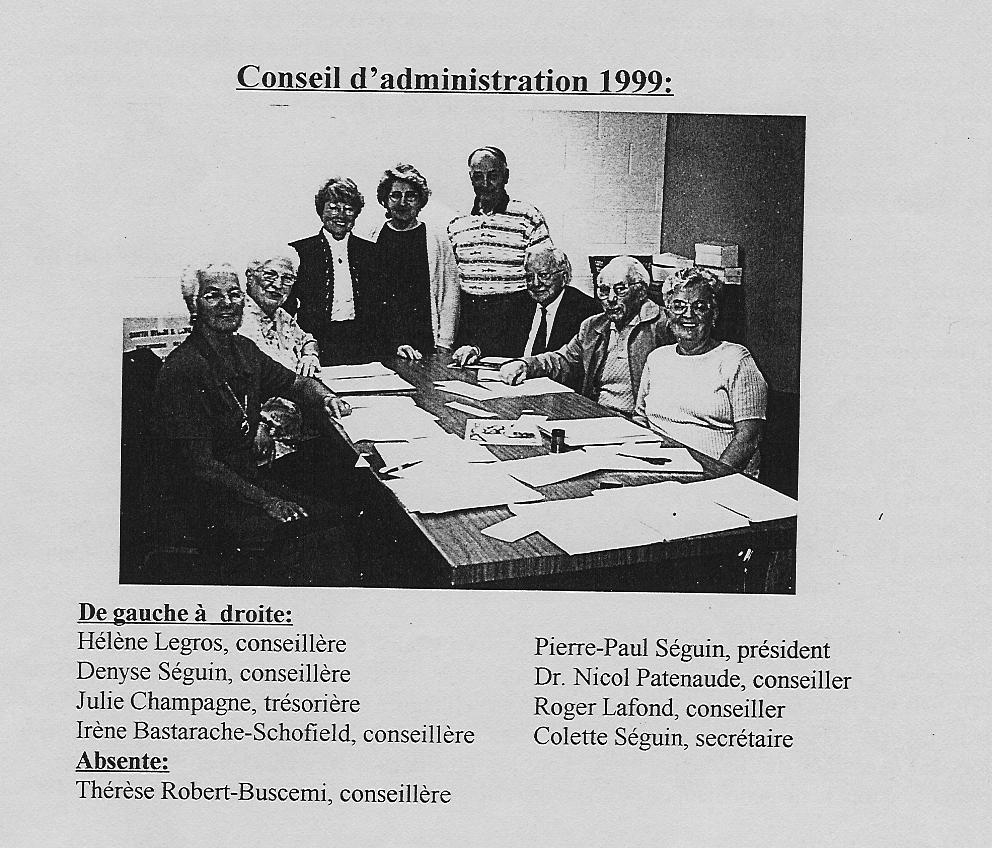 Conseil d'administration 1999:
De gauche à droite:
Hélène Legros, conseillère
Denyse Séguin, conseillère
Julie Champagne, trésorière
Irène Bastarache-Schofield, conseillère
Pierre-Paul Séguin, président
Dr. Nicol Patenaude, conseiller
Roger Lafond, conseiller
Colette Séguin, secrétaire
Absente:
Thérèse Robert-Buscemi, conseillère